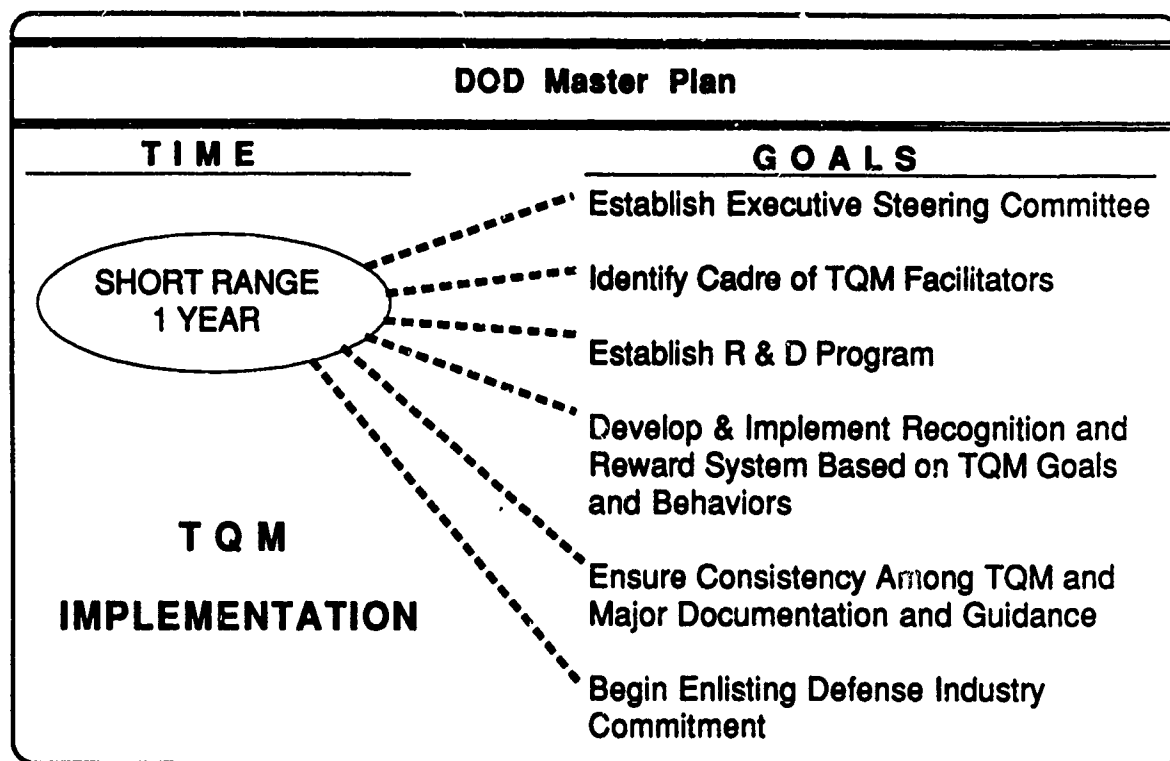 DOD Master Plan
TIME
GOALS
SHORT RANGE
1 YEAR
TQM
IMPLEMENTATION
Establish Executive Steering Committee
Identify Cadre of TQM Facilitators
Establish R & D Program
Develop & Implement Recognition and
Reward System Based on TQM Goals
and Behaviors
Ensure Consistency Among TQM and
Major Documentation and Guidance
Begin Enlisting Defense Industry
Commitment